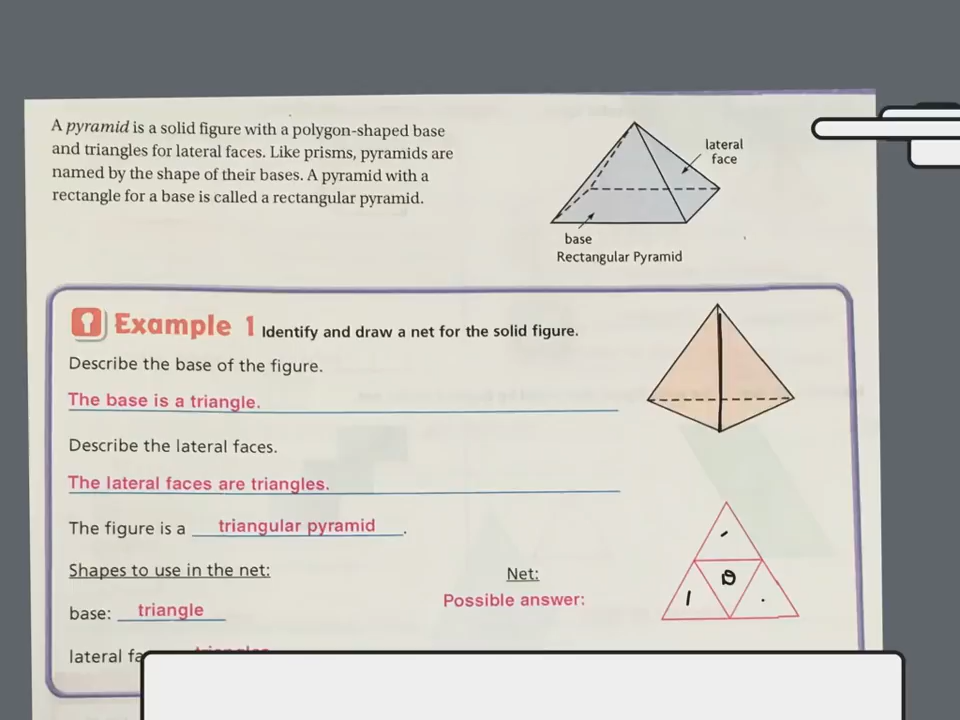 A pyramid is a solid figure with a polygon-shaped base
and triangles for lateral faces. Like prisms, pyramids are
named by the shape of their bases. A pyramid with a
rectangle for a base is called a rectangular pyramid.
lateral
face
base
Rectangular Pyramid
Example 1 Identify and draw a net for the solid figure.
Describe the base of the figure.
The base is a triangle.
Describe the lateral faces.
The lateral faces are triangles.
The figure is a triangular pyramid.
Shapes to use in the net:
Net:
base: triangle
Possible answer:
lateral